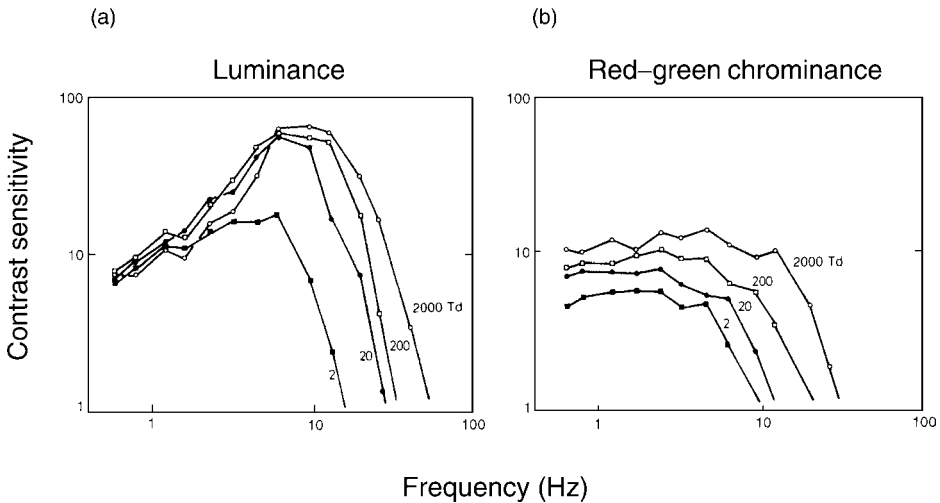 (a)
Luminance
100
10
1
1
10
100
2
20
200
2000 Td
(b)
Red–green chrominance
100
10
1
1
10
100
2
20
200
2000 Td
Contrast sensitivity
Frequency (Hz)